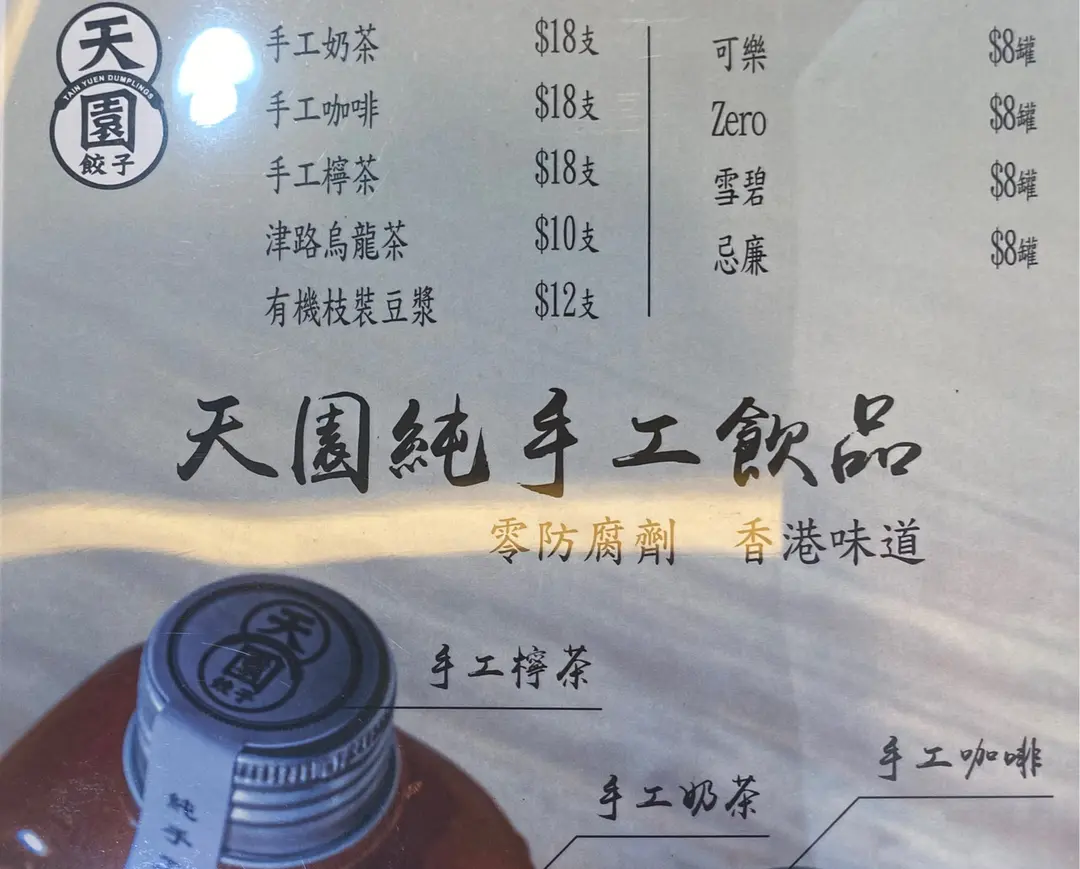 天
TAIN YUEN DUMPLINGS
園
餃子
手工奶茶 $18支
手工咖啡 $18支
手工檸茶 $18支
津路烏龍茶 $10支
有機枝裝豆漿 $12支
可樂 $8罐
Zero $8罐
雪碧 $8罐
忌廉 $8罐
天園純手工飲品
零防腐劑 香港味道
天
園
餃子
手工檸茶
手工咖啡
手工奶茶
純手